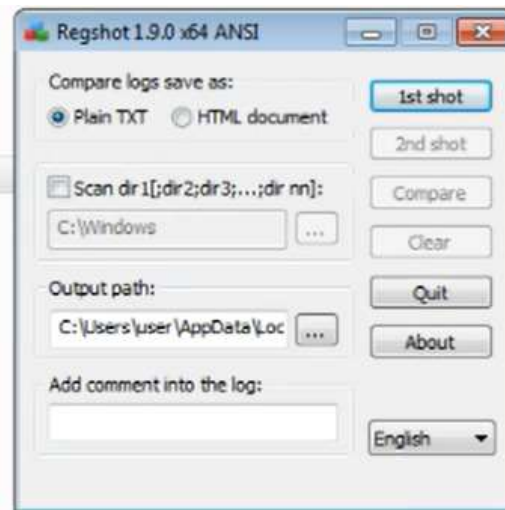 Regshot 1.9.0 x64 ANSI
Compare logs save as:
Plain TXT
HTML document
1st shot
2nd shot
Scan dir1[;dir2;dir3;...;dir nn]:
Compare
C:\Windows
...
Clear
Output path:
Quit
C:\Users\user\AppData\Loc
...
About
Add comment into the log:
English